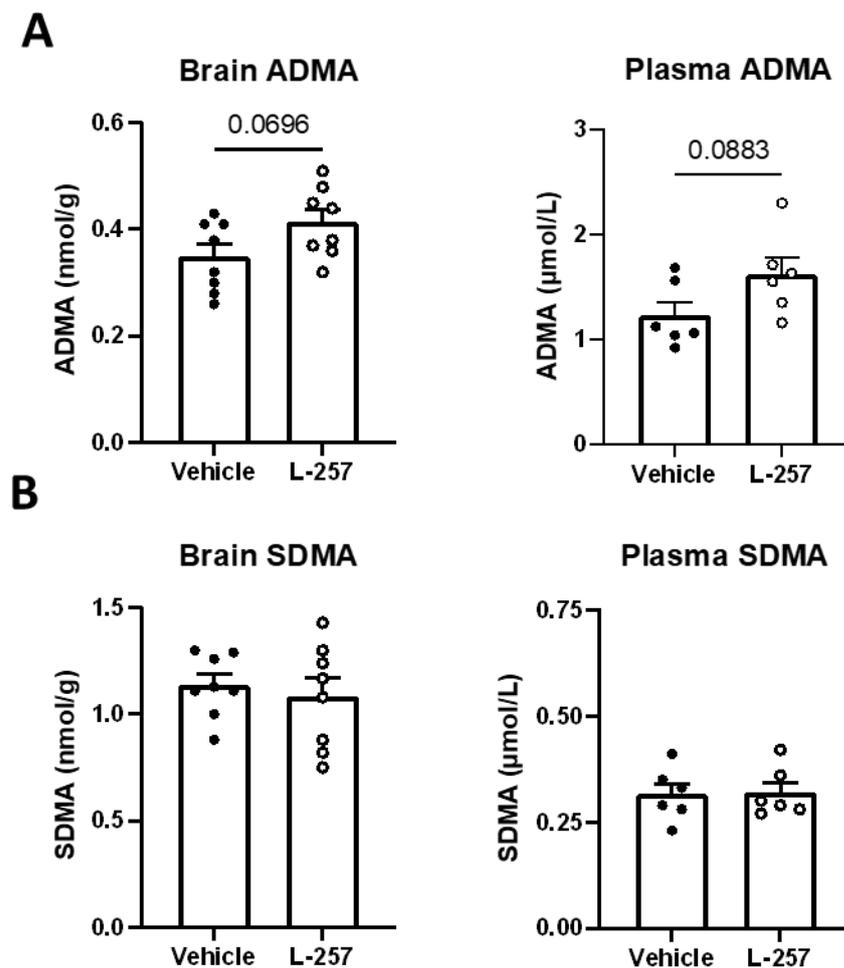 A
Brain ADMA
ADMA (nmol/g)
0.6
0.4
0.2
0.0
0.0696
Vehicle L-257
Plasma ADMA
ADMA (μmol/L)
3
2
1
0
0.0883
Vehicle L-257
B
Brain SDMA
SDMA (nmol/g)
1.5
1.0
0.5
0.0
Vehicle L-257
Plasma SDMA
SDMA (μmol/L)
0.75
0.50
0.25
0.00
Vehicle L-257